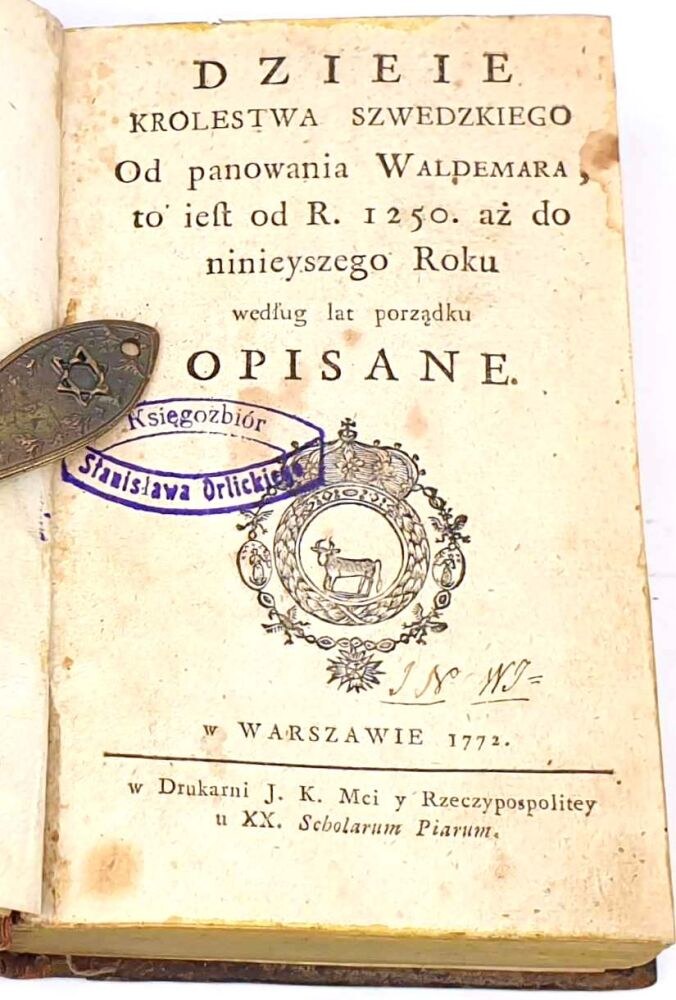 DZIEIE
KROLESTWA SZWEDZKIEGO
Od panowania WALDEMARA,
to ieſt od R. 1250. aż do
ninieyszego Roku
według lat porządku
OPISANE.
Księgozbiór
Stanisława Orlickiego
J N WJ=
w WARSZAWIE 1772.
w Drukarni J. K. Mci y Rzeczypospolitey
u XX. Scholarum Piarum.